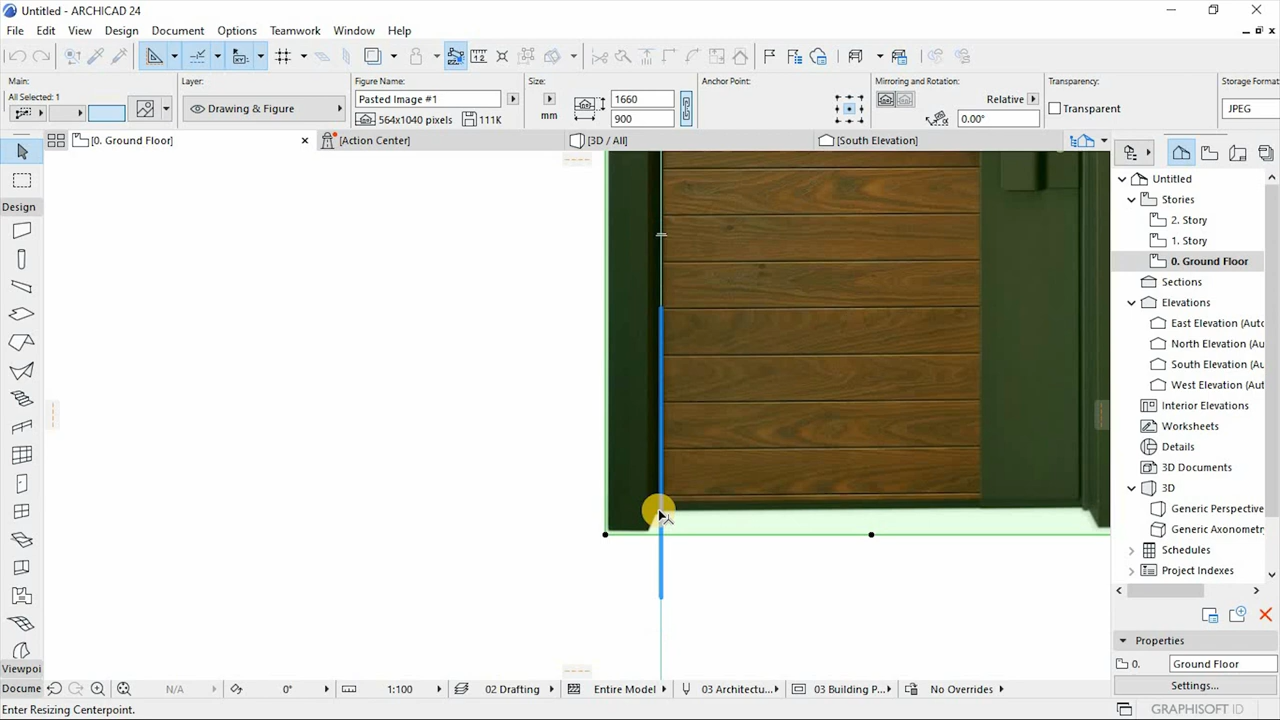 Untitled - ARCHICAD 24
File Edit View Design Document Options Teamwork Window Help
Main: Layer: Figure Name: Size: Anchor Point: Mirroring and Rotation: Transparency: Storage Format
All Selected: 1
Drawing & Figure
Pasted Image #1
564x1040 pixels
111K
mm
1660
900
Relative
0.00°
Transparent
JPEG
[0. Ground Floor]
[Action Center]
[3D / All]
[South Elevation]
Design
Viewpoi
Docume
Untitled
Stories
2. Story
1. Story
0. Ground Floor
Sections
Elevations
East Elevation (Auto
North Elevation (Au
South Elevation (Au
West Elevation (Aut
Interior Elevations
Worksheets
Details
3D Documents
3D
Generic Perspective
Generic Axonometr
Schedules
Project Indexes
Properties
0. Ground Floor
Settings...
N/A 0° 1:100 02 Drafting Entire Model 03 Architectu... 03 Building P... No Overrides
Enter Resizing Centerpoint.
GRAPHISOFT ID